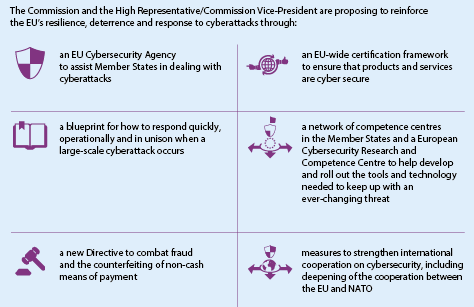 The Commission and the High Representative/Commission Vice-President are proposing to reinforce
the EU's resilience, deterrence and response to cyberattacks through:
an EU Cybersecurity Agency
to assist Member States in dealing with
cyberattacks
an EU-wide certification framework
to ensure that products and services
are cyber secure
a blueprint for how to respond quickly,
operationally and in unison when a
large-scale cyberattack occurs
a network of competence centres
in the Member States and a European
Cybersecurity Research and
Competence Centre to help develop
and roll out the tools and technology
needed to keep up with an
ever-changing threat
a new Directive to combat fraud
and the counterfeiting of non-cash
means of payment
measures to strengthen international
cooperation on cybersecurity, including
deepening of the cooperation between
the EU and NATO